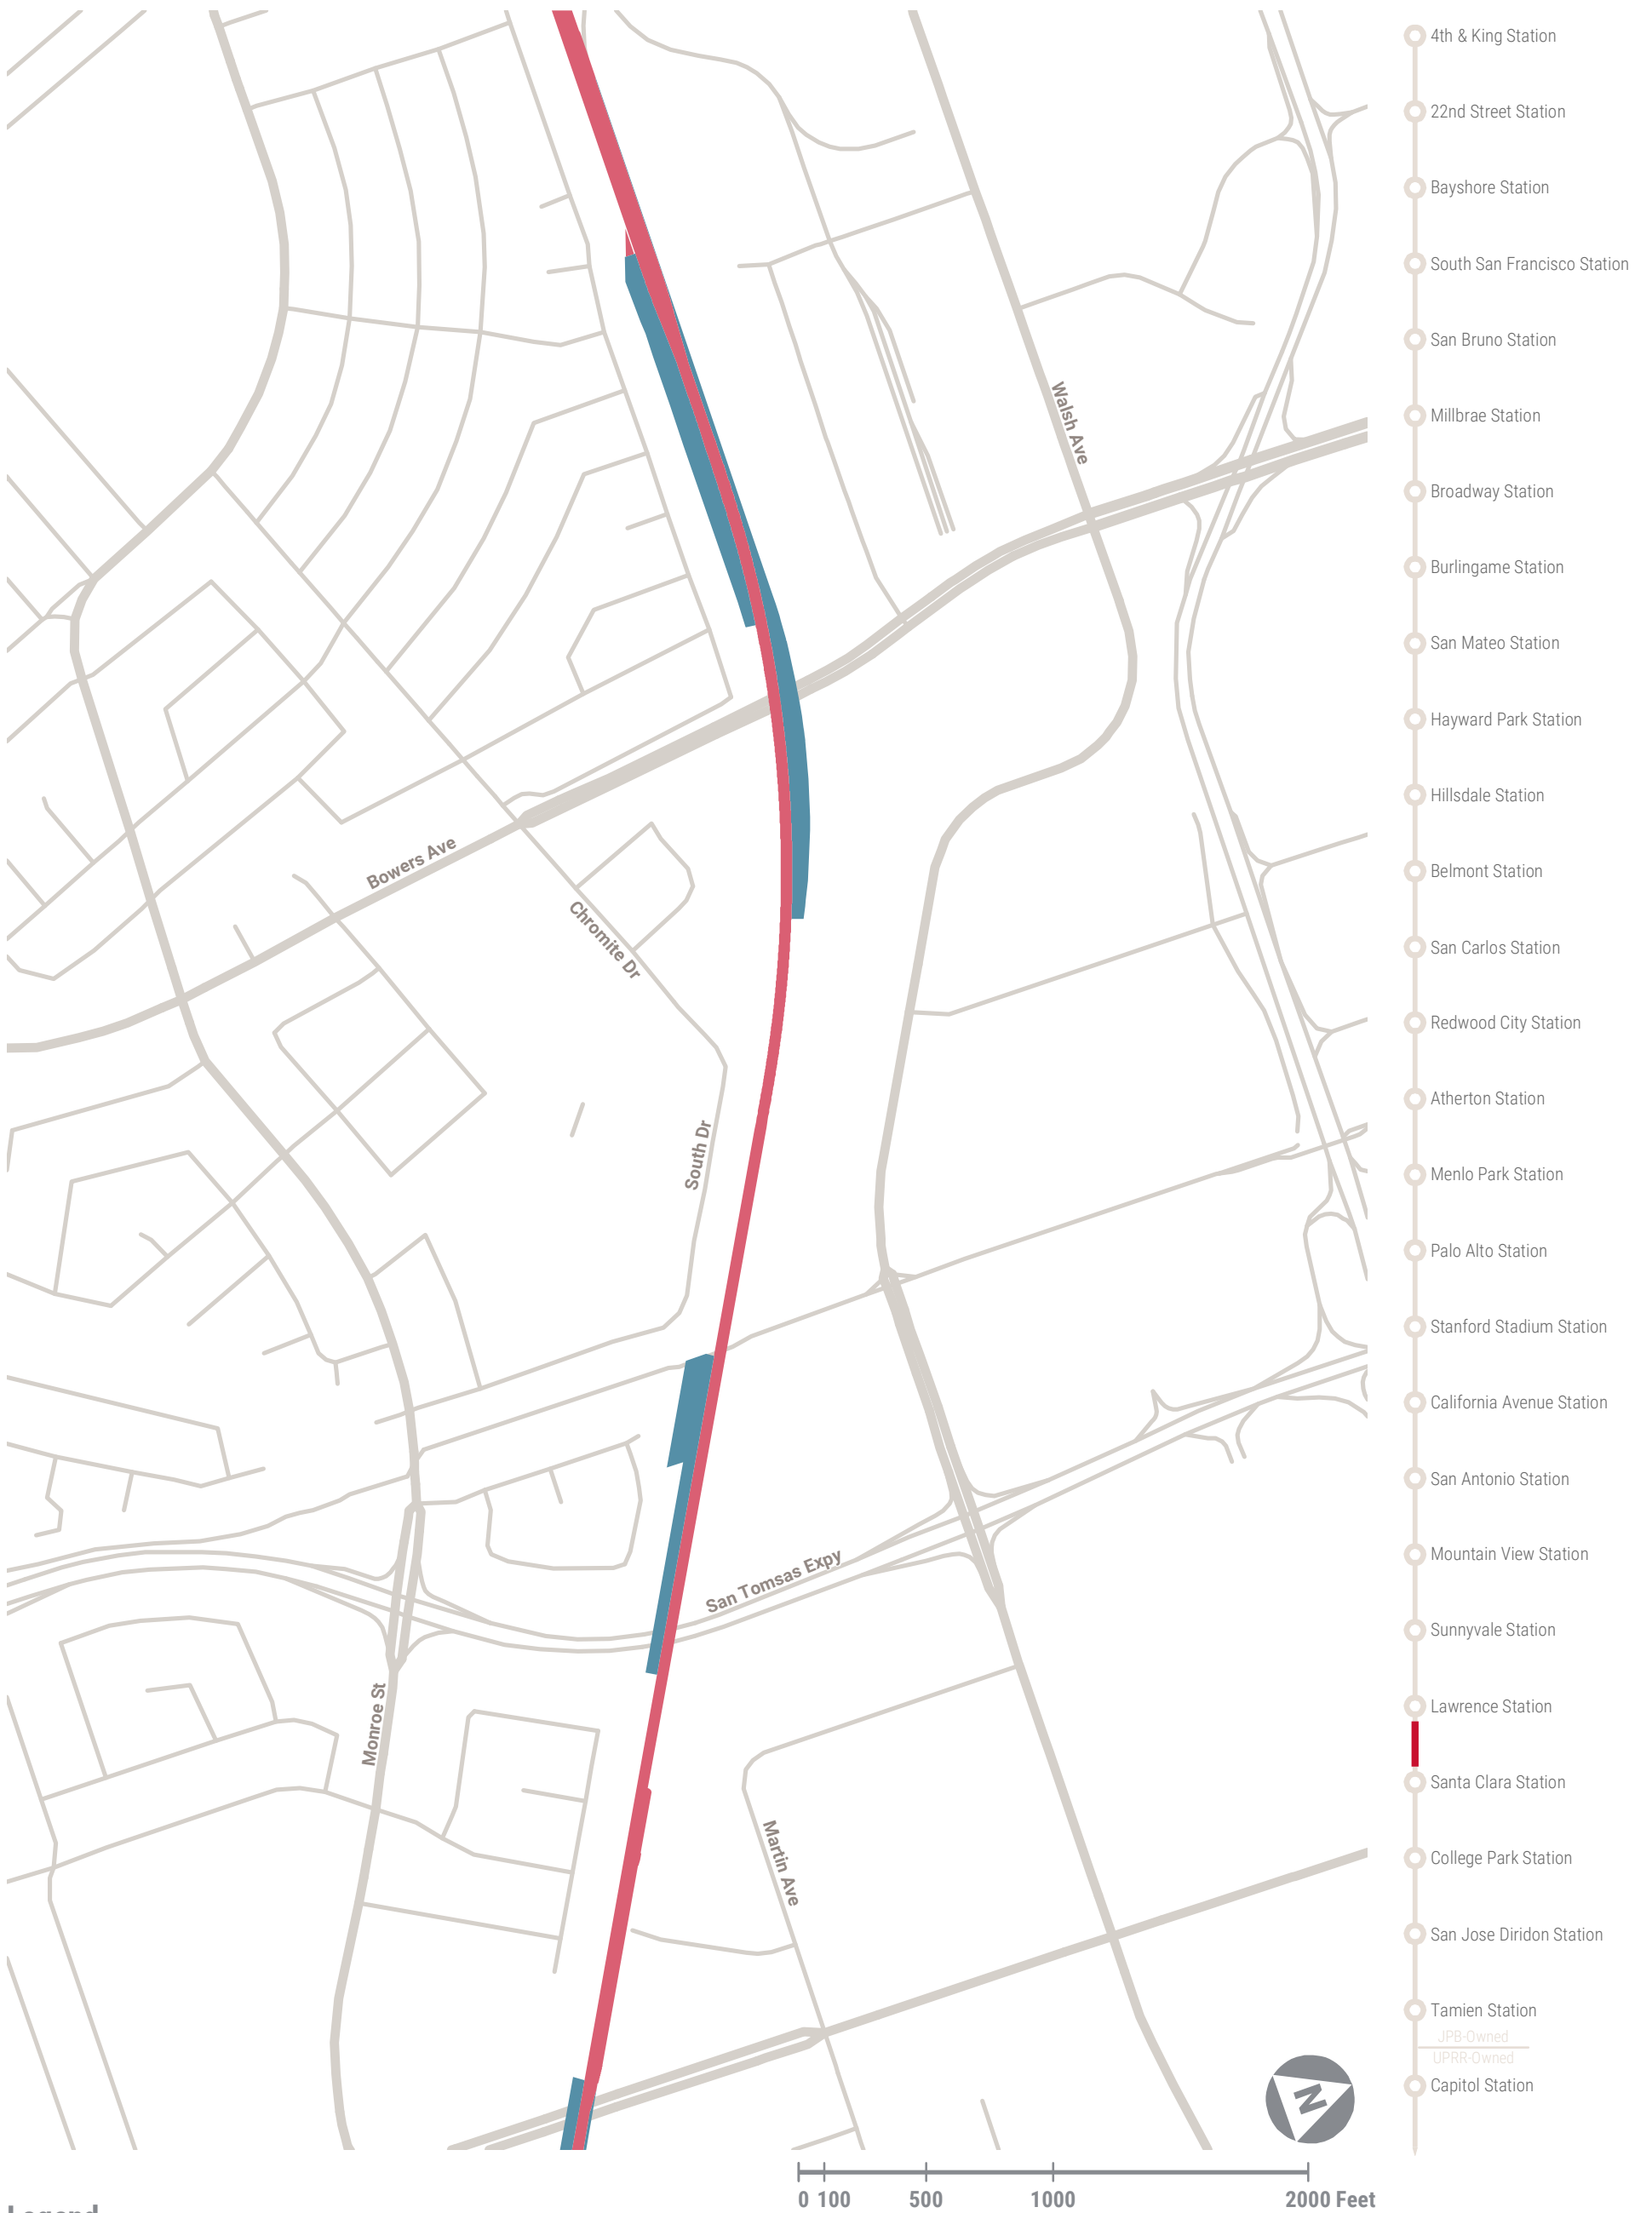 Walsh Ave
Bowers Ave
Chromite Dr
South Dr
San Tomsas Expy
Monroe St
Martin Ave
4th & King Station
22nd Street Station
Bayshore Station
South San Francisco Station
San Bruno Station
Millbrae Station
Broadway Station
Burlingame Station
San Mateo Station
Hayward Park Station
Hillsdale Station
Belmont Station
San Carlos Station
Redwood City Station
Atherton Station
Menlo Park Station
Palo Alto Station
Stanford Stadium Station
California Avenue Station
San Antonio Station
Mountain View Station
Sunnyvale Station
Lawrence Station
Santa Clara Station
College Park Station
San Jose Diridon Station
Tamien Station
JPB-Owned
UPRR-Owned
Capitol Station
N
0 100 500 1000 2000 Feet
Legend